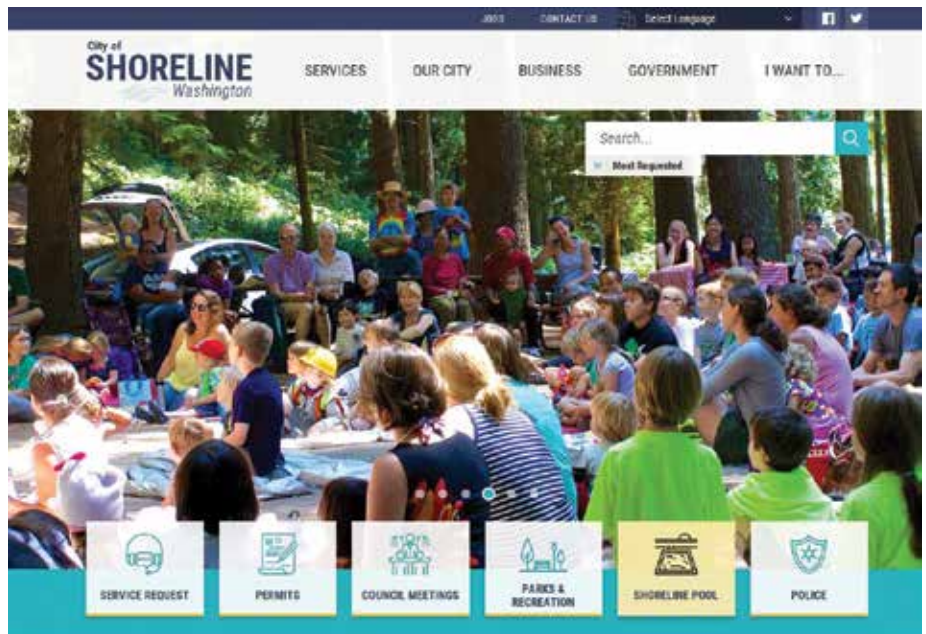 JOBS
CONTACT US
Select Language
City of
SHORELINE
Washington
SERVICES
OUR CITY
BUSINESS
GOVERNMENT
I WANT TO...
Search...
Most Requested
SERVICE REQUEST
PERMITS
COUNCIL MEETINGS
PARKS &
RECREATION
SHORELINE POOL
POLICE